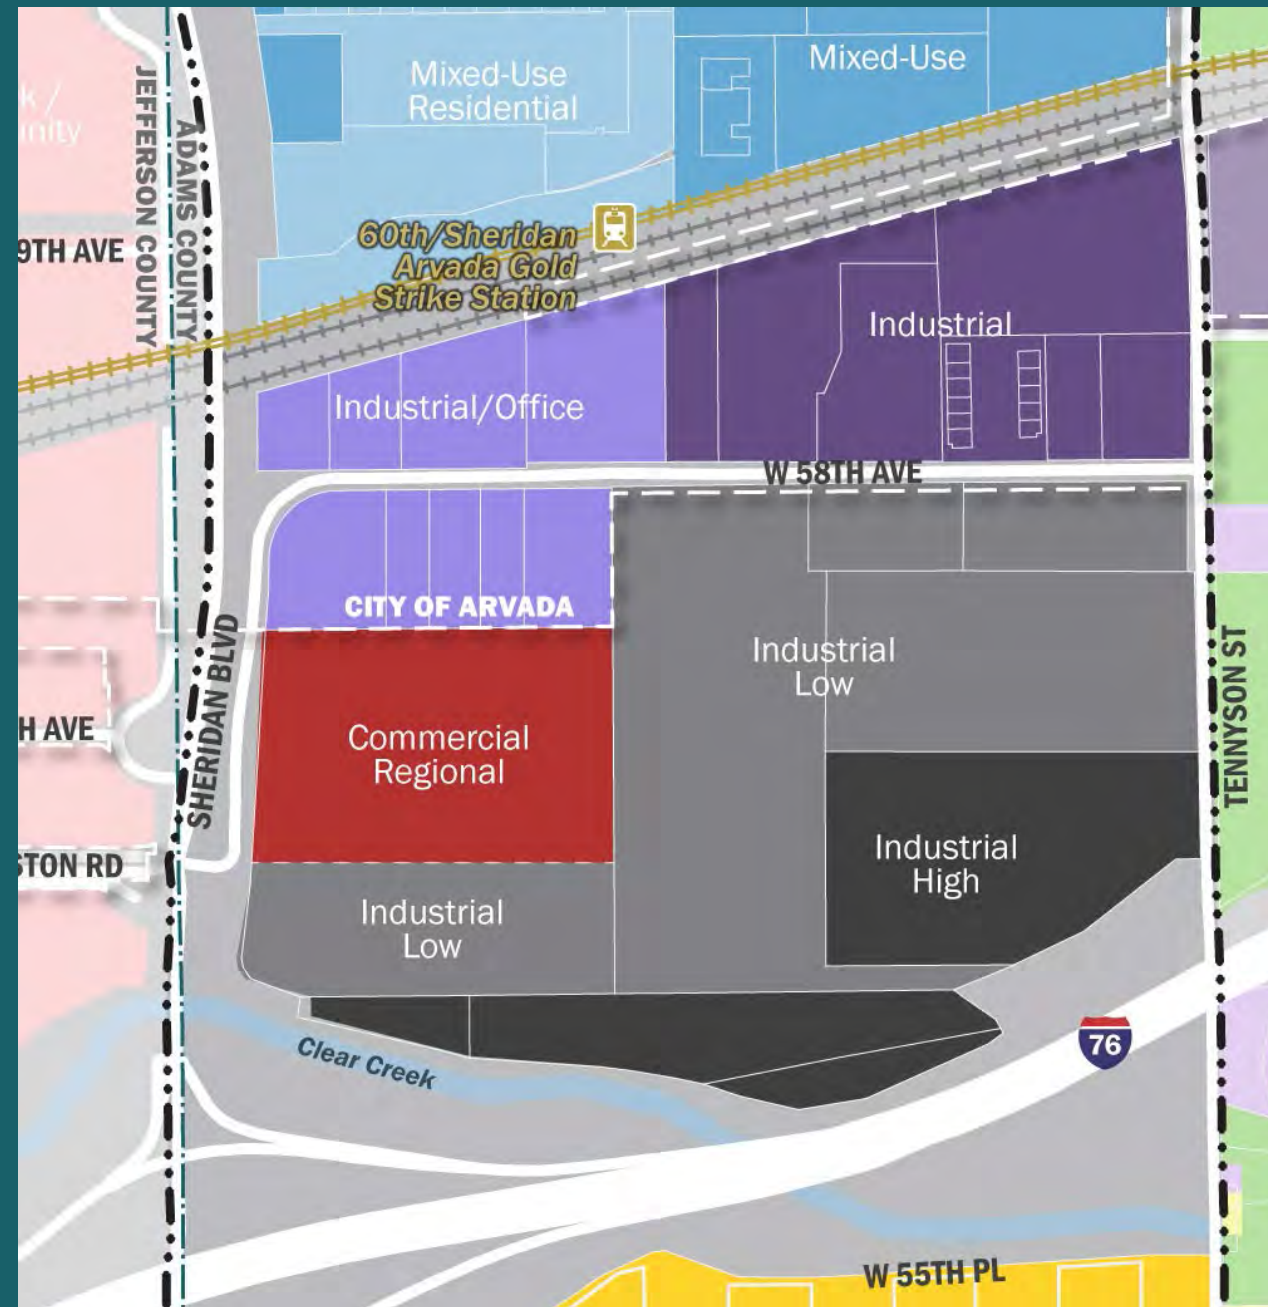 Mixed-Use
Residential
Mixed-Use
JEFFERSON COUNTY
ADAMS COUNTY
9TH AVE
60th/Sheridan
Arvada Gold
Strike Station
Industrial
Industrial/Office
W 58TH AVE
CITY OF ARVADA
SHERIDAN BLVD
Industrial
Low
TENNYSON ST
H AVE
Commercial
Regional
STON RD
Industrial
High
Industrial
Low
Clear Creek
76
W 55TH PL